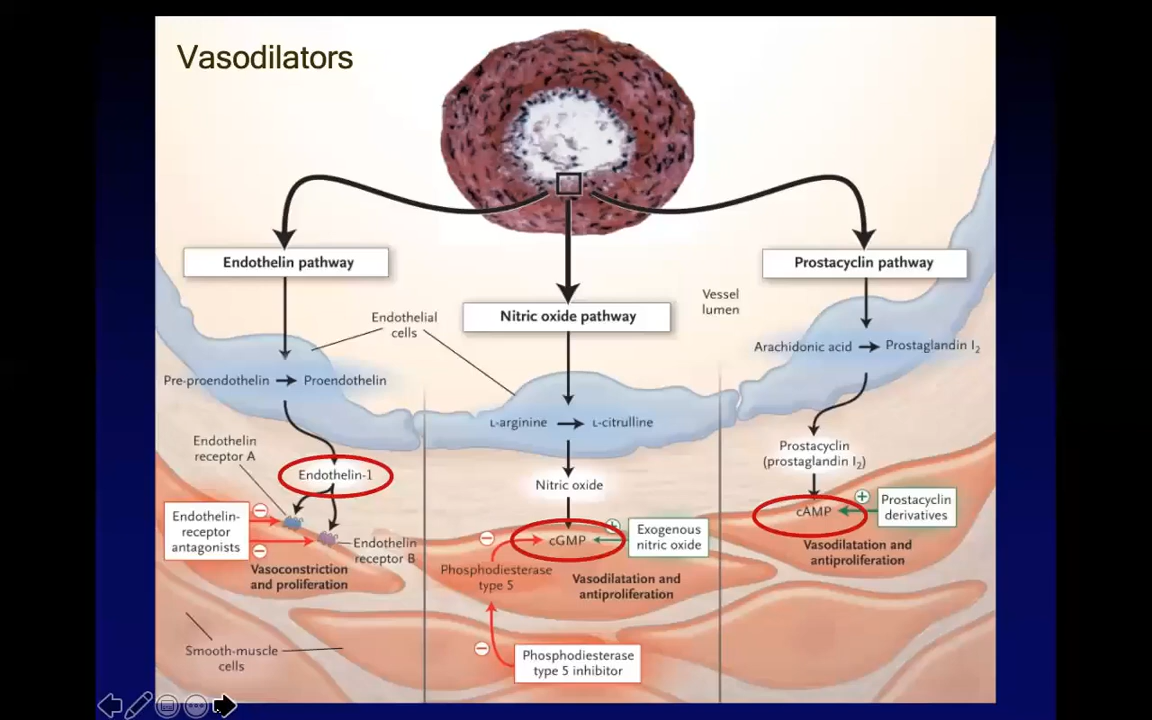 Vasodilators
Endothelin pathway
Prostacyclin pathway
Nitric oxide pathway
Vessel
lumen
Endothelial
cells
Arachidonic acid
Prostaglandin I2
Pre-proendothelin
Proendothelin
L-arginine
L-citrulline
Endothelin
receptor A
Endothelin-1
Nitric oxide
Prostacyclin
(prostaglandin I2)
Endothelin-
receptor
antagonists
Endothelin
receptor B
Vasoconstriction
and proliferation
cGMP
Exogenous
nitric oxide
Phosphodiesterase
type 5
Vasodilatation and
antiproliferation
cAMP
Prostacyclin
derivatives
Vasodilatation and
antiproliferation
Smooth-muscle
cells
Phosphodiesterase
type 5 inhibitor